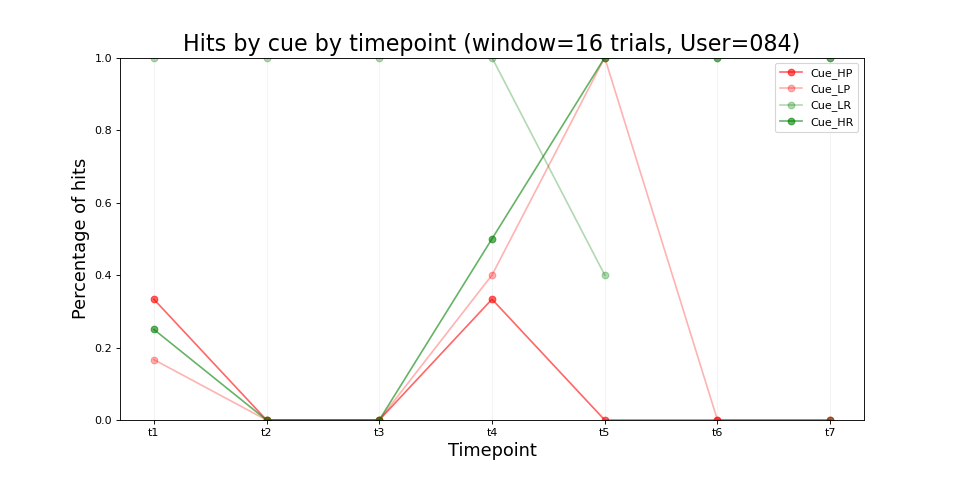 Hits by cue by timepoint (window=16 trials, User=084)
Percentage of hits
1.0
0.8
0.6
0.4
0.2
0.0
Cue_HP
Cue_LP
Cue_LR
Cue_HR
t1 t2 t3 t4 t5 t6 t7
Timepoint